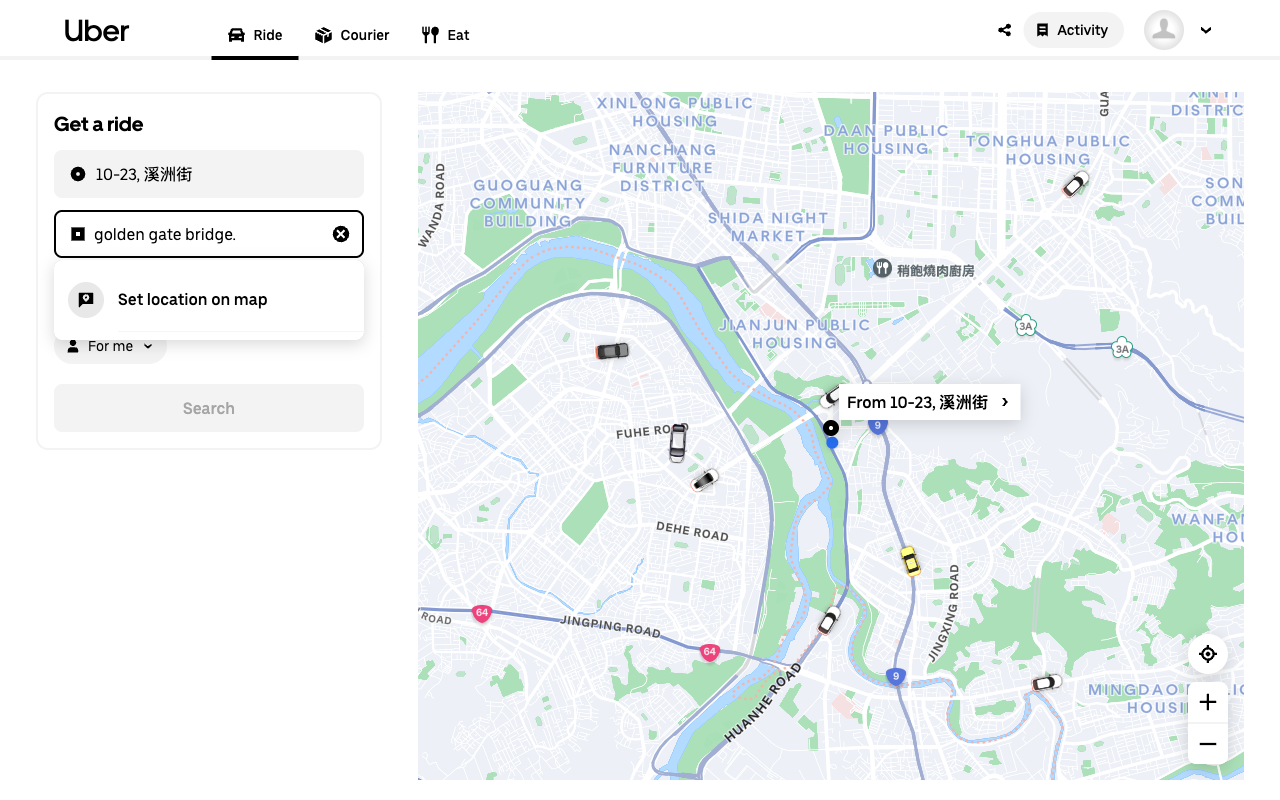 Uber
Ride
Courier
Eat
Activity
Get a ride
10-23, 溪洲街
golden gate bridge.
Set location on map
For me
Search
XINLONG PUBLIC
HOUSING
NANCHANG
FURNITURE
DISTRICT
GUOGUANG
COMMUNITY
BUILDING
WANDA ROAD
SHIDA NIGHT
MARKET
DAAN PUBLIC
HOUSING
TONGHUA PUBLIC
HOUSING
GUA
DISTRIC
SON
COMM
BUIL
稍飽燒肉廚房
JIANJUN PUBLIC
HOUSING
3A
3A
From 10-23, 溪洲街
9
FUHE ROAD
DEHE ROAD
WANFAN
HOU
JINGXING ROAD
ROAD
64
JINGPING ROAD
64
HUANHE ROAD
9
MINGDAO PUBLIC
HOUSI